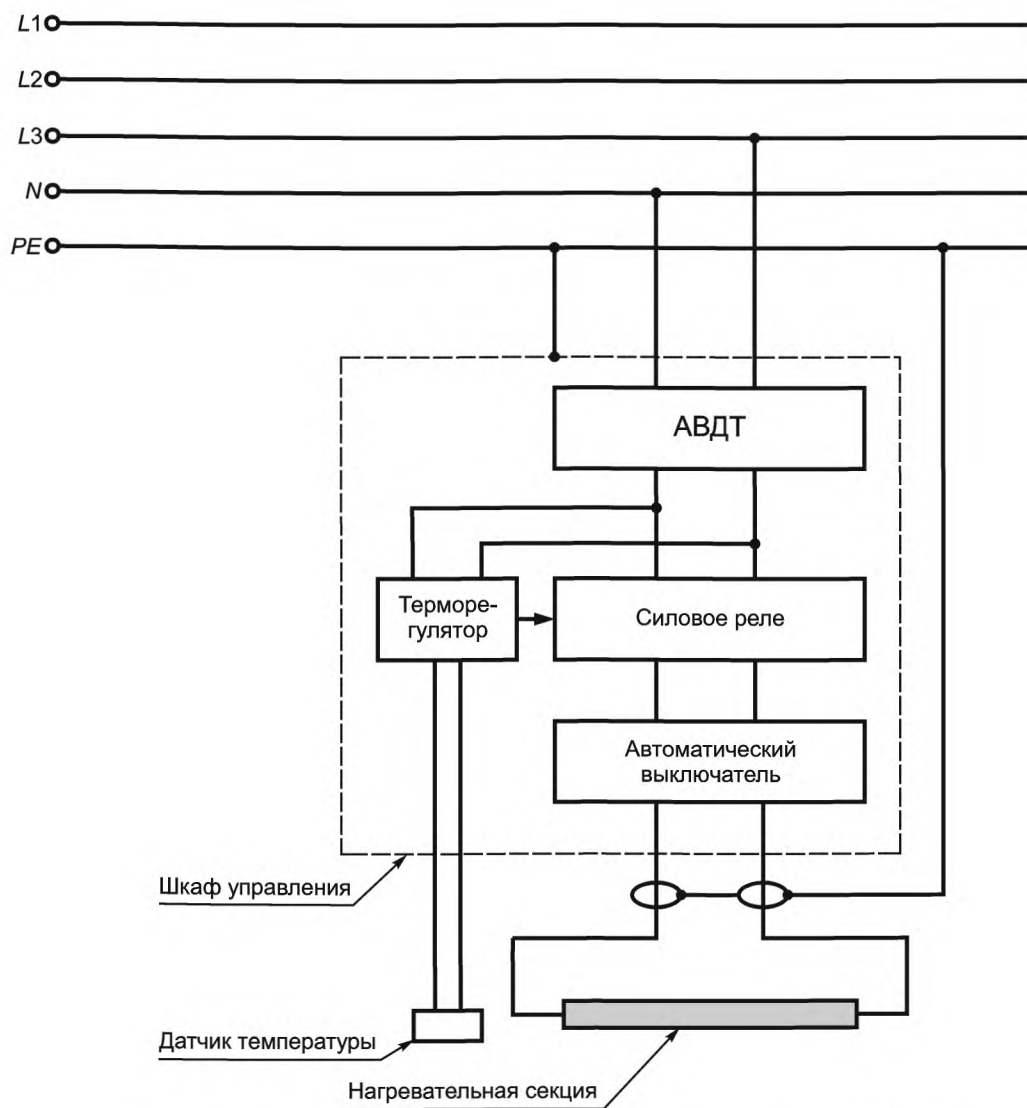 L1
L2
L3
N
PE
АВДТ
Терморе-
гулятор
Силовое реле
Автоматический
выключатель
Шкаф управления
Датчик температуры
Нагревательная секция